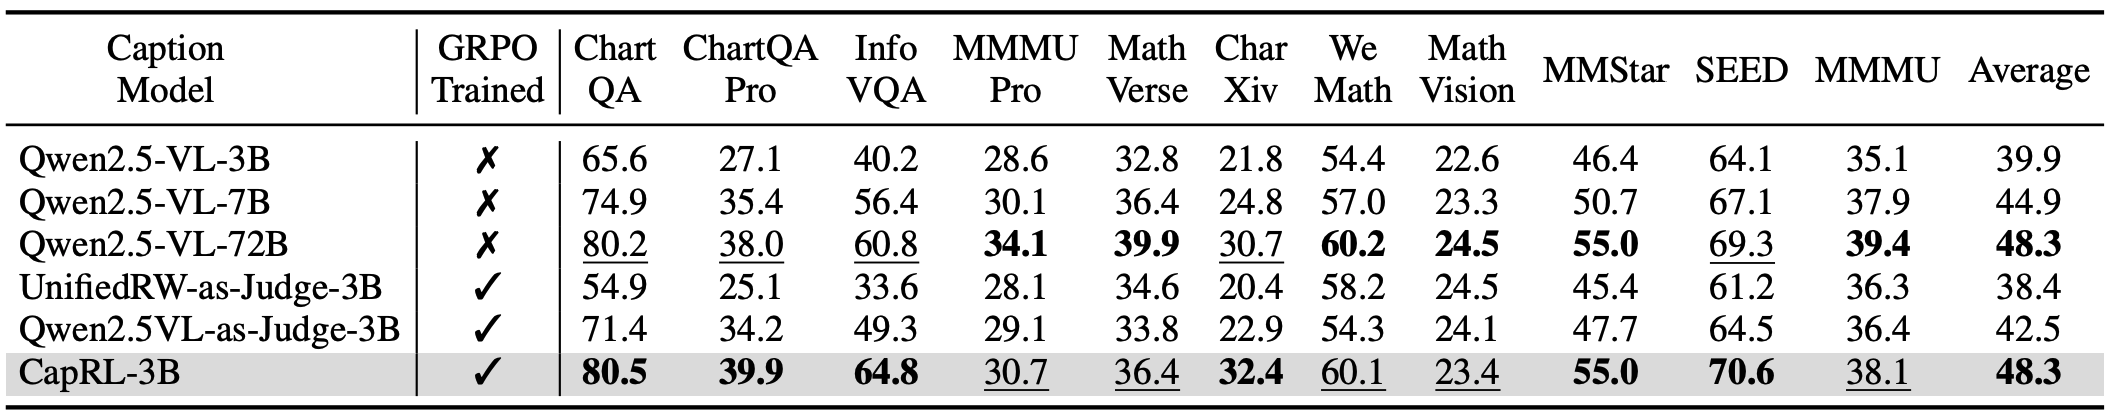 Caption Model | GRPO Trained | Chart QA | ChartQA Pro | Info VQA | MMMU Pro | Math Verse | Char Xiv | We Math | Math Vision | MMStar | SEED | MMMU | Average
Qwen2.5-VL-3B | ✗ | 65.6 | 27.1 | 40.2 | 28.6 | 32.8 | 21.8 | 54.4 | 22.6 | 46.4 | 64.1 | 35.1 | 39.9
Qwen2.5-VL-7B | ✗ | 74.9 | 35.4 | 56.4 | 30.1 | 36.4 | 24.8 | 57.0 | 23.3 | 50.7 | 67.1 | 37.9 | 44.9
Qwen2.5-VL-72B | ✗ | 80.2 | 38.0 | 60.8 | 34.1 | 39.9 | 30.7 | 60.2 | 24.5 | 55.0 | 69.3 | 39.4 | 48.3
UnifiedRW-as-Judge-3B | ✓ | 54.9 | 25.1 | 33.6 | 28.1 | 34.6 | 20.4 | 58.2 | 24.5 | 45.4 | 61.2 | 36.3 | 38.4
Qwen2.5VL-as-Judge-3B | ✓ | 71.4 | 34.2 | 49.3 | 29.1 | 33.8 | 22.9 | 54.3 | 24.1 | 47.7 | 64.5 | 36.4 | 42.5
CapRL-3B | ✓ | 80.5 | 39.9 | 64.8 | 30.7 | 36.4 | 32.4 | 60.1 | 23.4 | 55.0 | 70.6 | 38.1 | 48.3